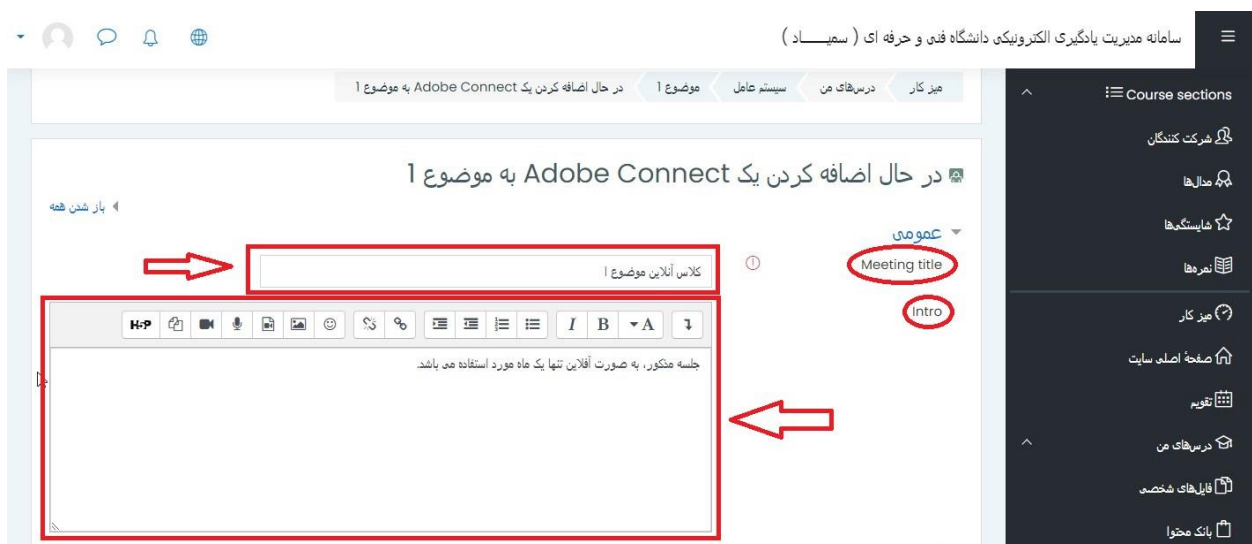 سامانه مدیریت یادگیری الکترونیکی دانشگاه فنی و حرفه ای ( سمیـــــاد )
Course sections
شرکت کنندگان
مدال‌ها
شایستگی‌ها
نمره‌ها
میز کار
صفحهٔ اصلی سایت
تقویم
درس‌های من
فایل‌های شخصی
بانک محتوا
میز کار
درس‌های من
سیستم عامل
موضوع 1
در حال اضافه کردن یک Adobe Connect به موضوع 1
در حال اضافه کردن یک Adobe Connect به موضوع 1
باز شدن همه
عمومی
Meeting title
کلاس آنلاین موضوع ا
Intro
A
B
I
H-P
جلسه مذکور، به صورت آفلاین تنها یک ماه مورد استفاده می باشد.